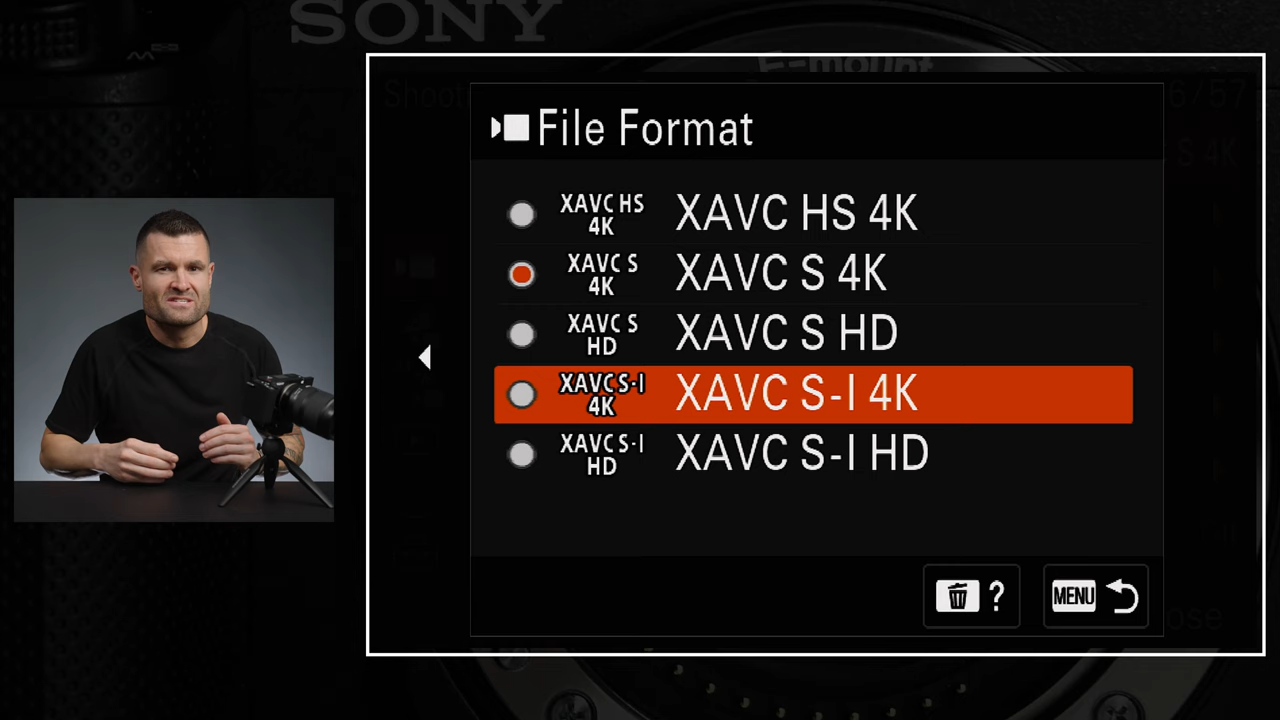 SONY
E-mount
File Format
XAVC HS
4K
XAVC HS 4K
XAVC S
4K
XAVC S 4K
XAVC S
HD
XAVC S HD
XAVC S-I
4K
XAVC S-I 4K
XAVC S-I
HD
XAVC S-I HD
?
MENU